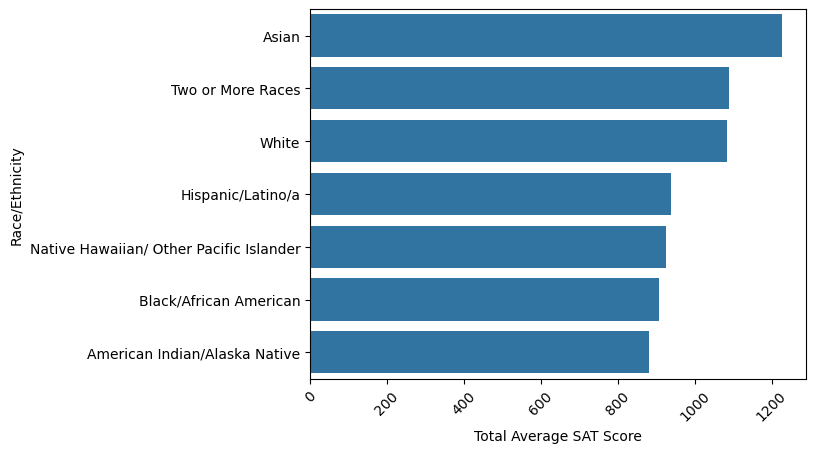 Race/Ethnicity
Asian
Two or More Races
White
Hispanic/Latino/a
Native Hawaiian/ Other Pacific Islander
Black/African American
American Indian/Alaska Native
0 200 400 600 800 1000 1200
Total Average SAT Score